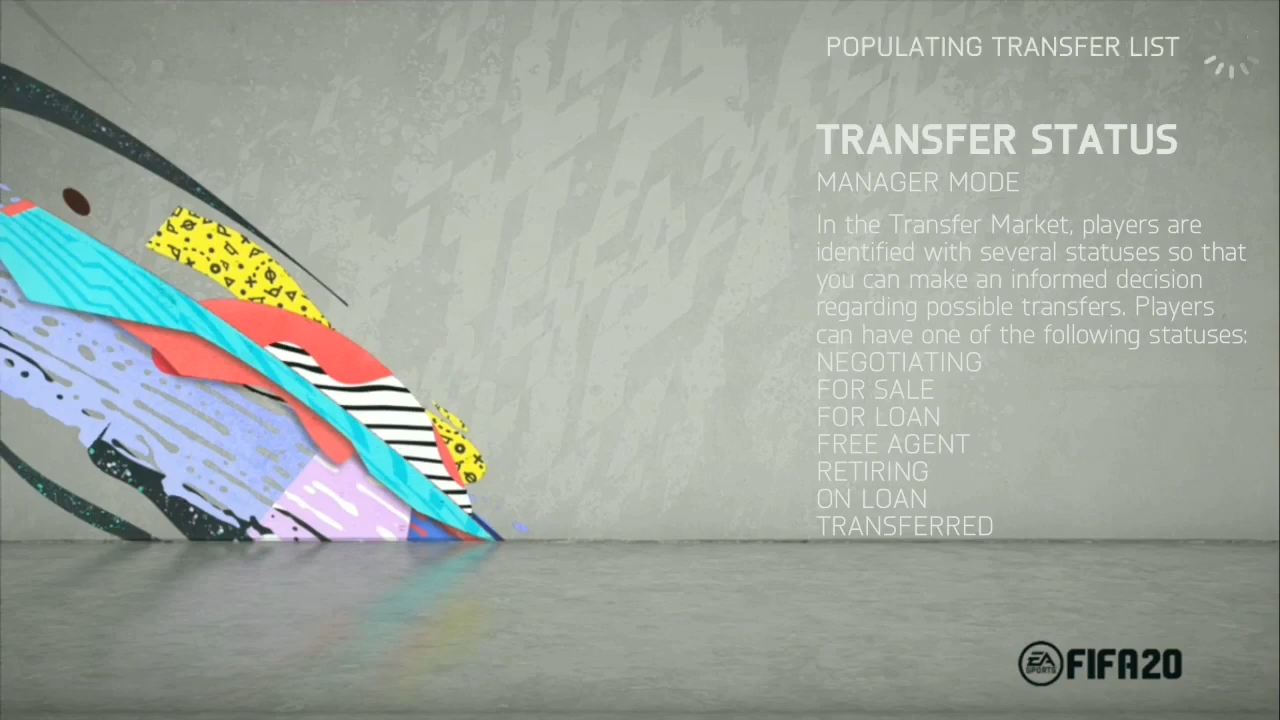 POPULATING TRANSFER LIST
TRANSFER STATUS
MANAGER MODE
In the Transfer Market, players are
identified with several statuses so that
you can make an informed decision
regarding possible transfers. Players
can have one of the following statuses:
NEGOTIATING
FOR SALE
FOR LOAN
FREE AGENT
RETIRING
ON LOAN
TRANSFERRED
EA SPORTS FIFA20